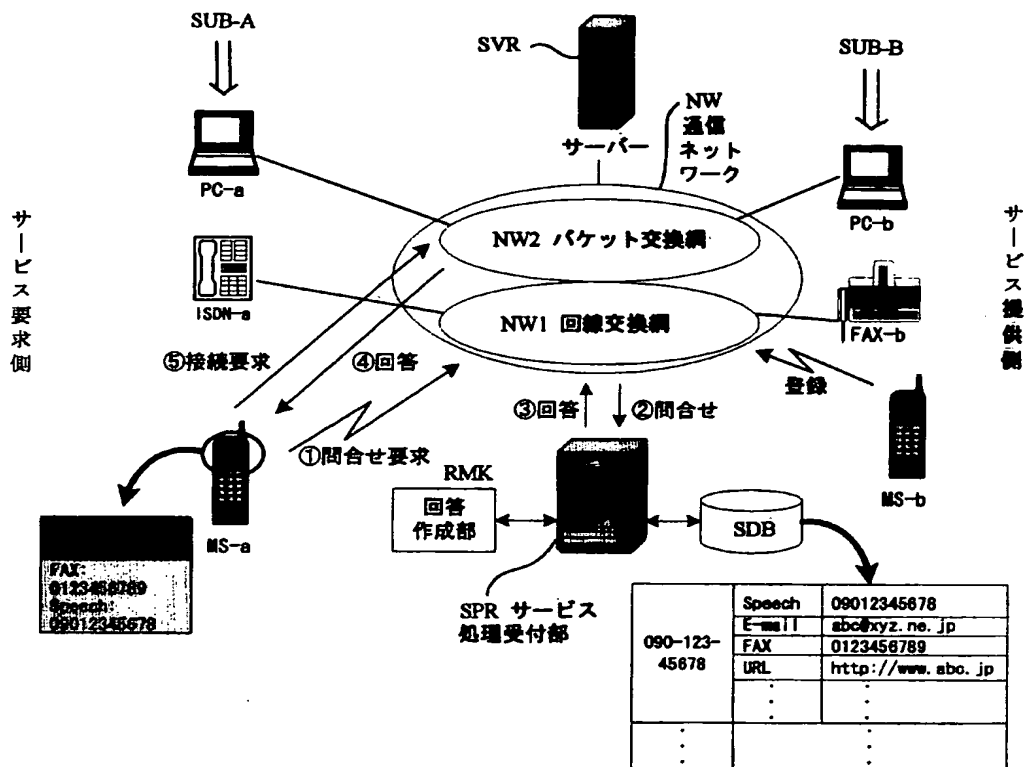 SUB-A
SVR
SUB-B
NW
通信
ネット
ワーク
サーバー
PC-a
PC-b
サービス要求側
サービス提供側
NW2 パケット交換網
ISDN-a
NW1 回線交換網
FAX-b
⑤接続要求
④回答
登録
③回答
②問合せ
①問合せ要求
RMK
MS-b
回答
作成部
SDB
MS-a
FAX:
0123456789
Speech:
09012345678
SPR サービス
処理受付部
090-123-
45678
Speech 09012345678
E-mail abc@xyz.ne.jp
FAX 0123456789
URL http://www.abc.jp